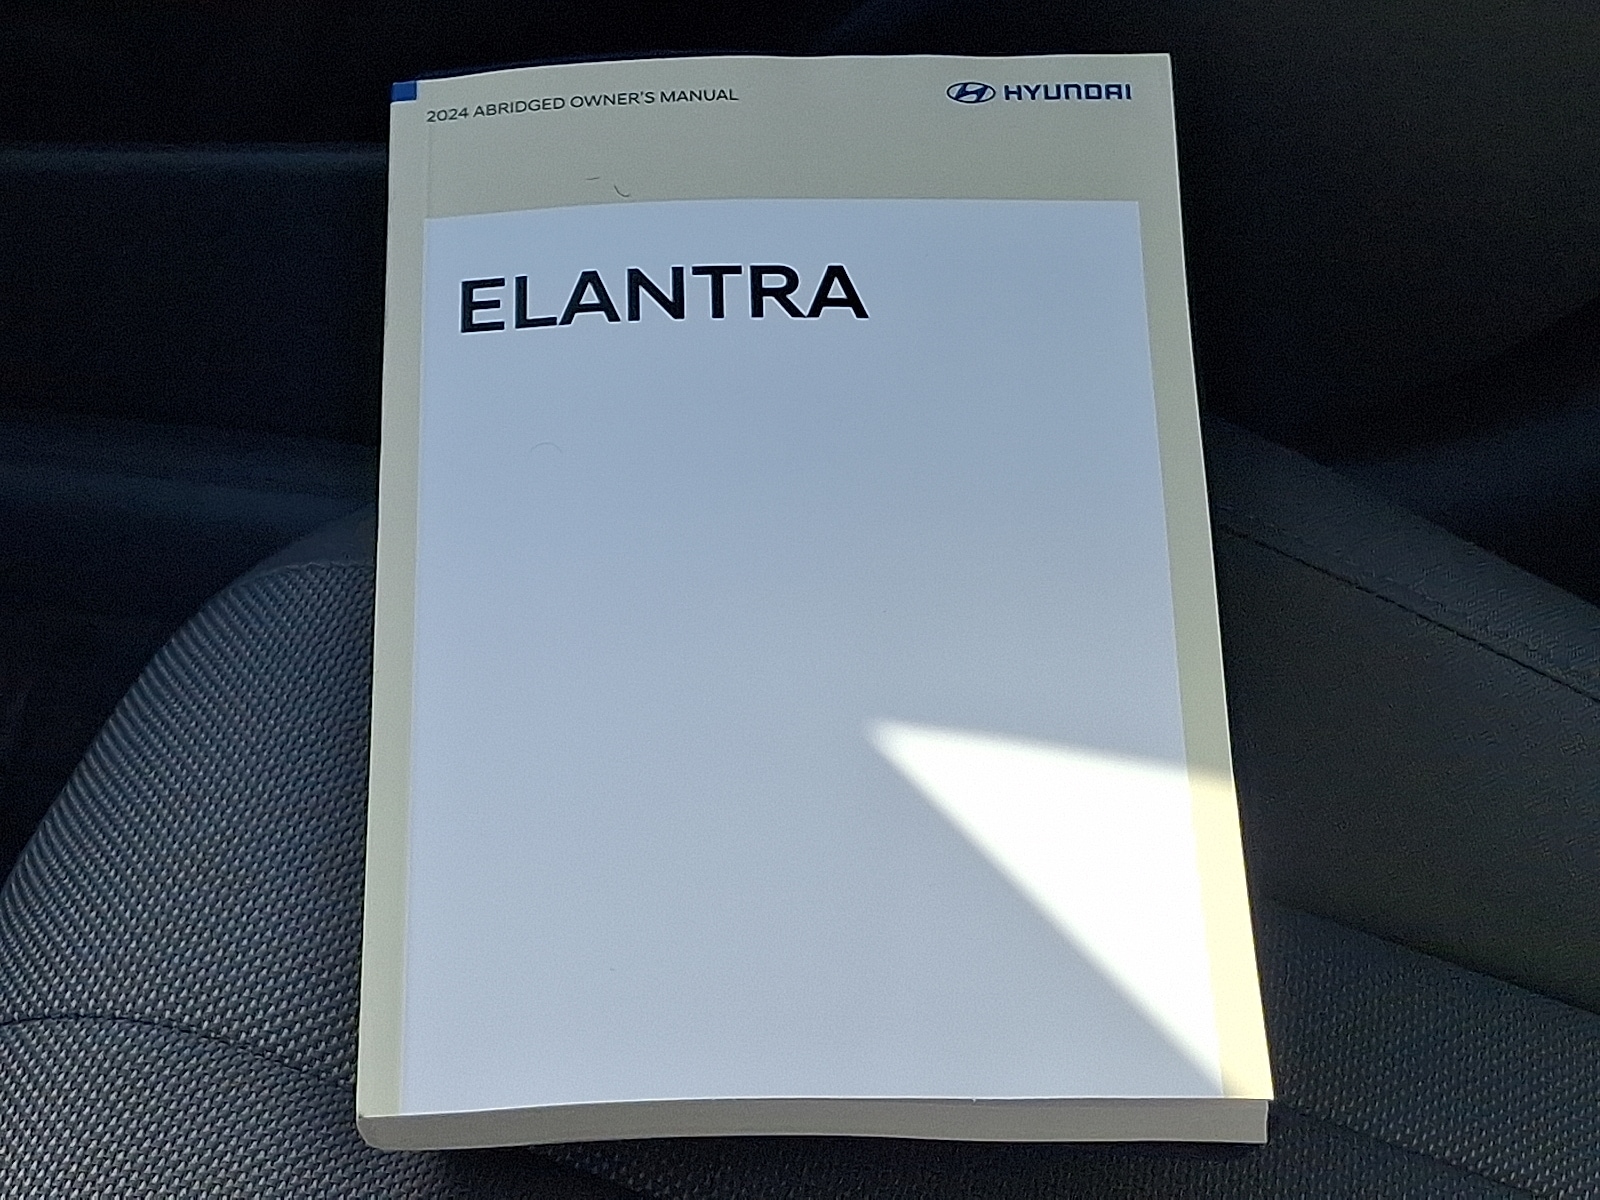 2024 ABRIDGED OWNER'S MANUAL
HYUNDAI
ELANTRA